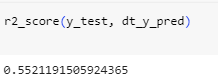 r2_score(y_test, dt_y_pred)
0.5521191505924365